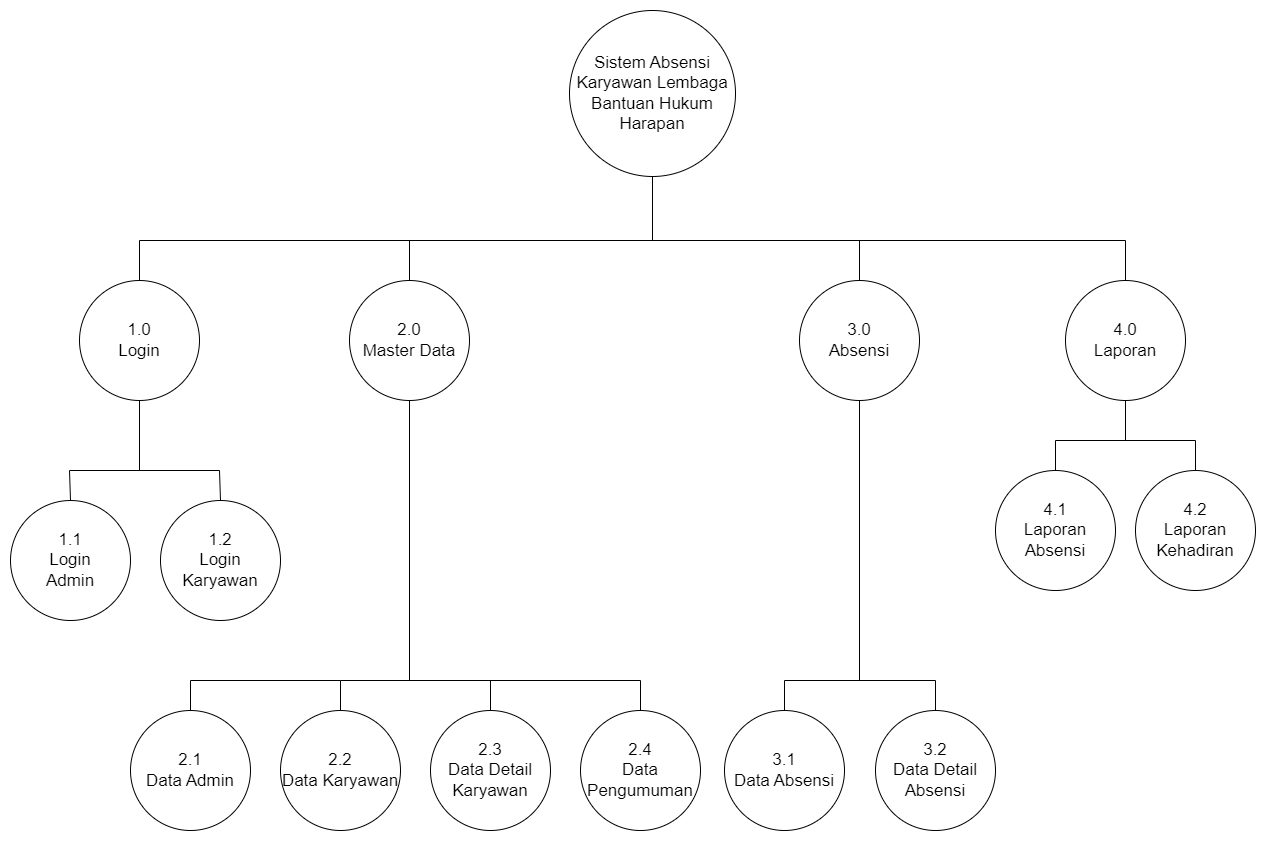 Sistem Absensi
Karyawan Lembaga
Bantuan Hukum
Harapan
1.0
Login
2.0
Master Data
3.0
Absensi
4.0
Laporan
1.1
Login
Admin
1.2
Login
Karyawan
4.1
Laporan
Absensi
4.2
Laporan
Kehadiran
2.1
Data Admin
2.2
Data Karyawan
2.3
Data Detail
Karyawan
2.4
Data
Pengumuman
3.1
Data Absensi
3.2
Data Detail
Absensi